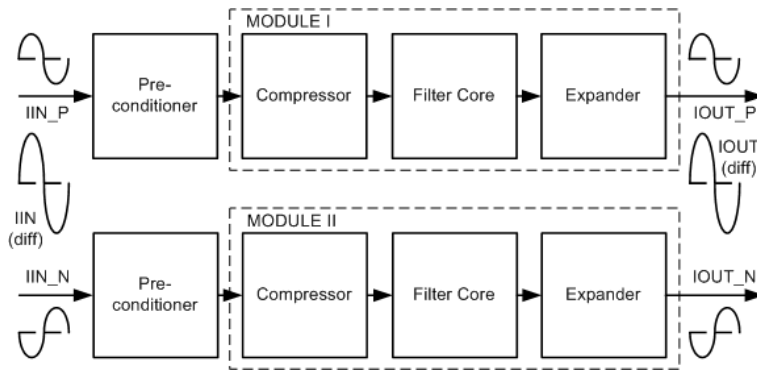 MODULE I
Pre-
conditioner
Compressor
Filter Core
Expander
IIN_P
IOUT_P
IIN
(diff)
IOUT
(diff)
MODULE II
IIN_N
Pre-
conditioner
Compressor
Filter Core
Expander
IOUT_N